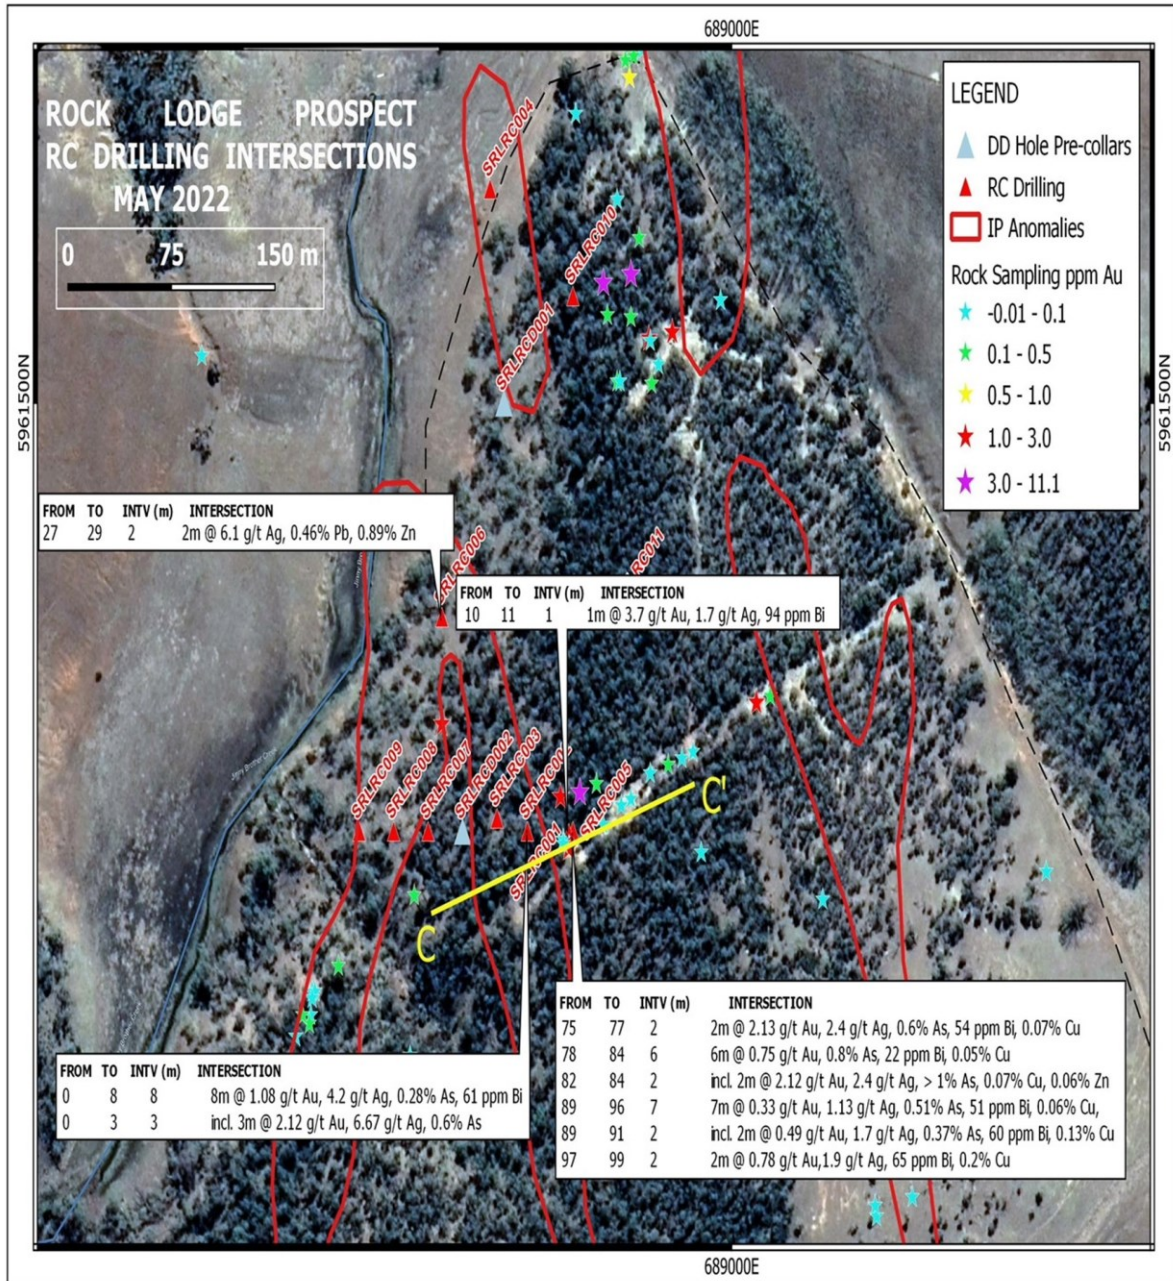 689000E
ROCK LODGE PROSPECT
RC DRILLING INTERSECTIONS
MAY 2022
0 75 150 m
LEGEND
DD Hole Pre-collars
RC Drilling
IP Anomalies
Rock Sampling ppm Au
-0.01 - 0.1
0.1 - 0.5
0.5 - 1.0
1.0 - 3.0
3.0 - 11.1
5961500N
5961500N
SRLRC004
SRLRC010
SRLRCD001
FROM TO INTV (m) INTERSECTION
27 29 2 2m @ 6.1 g/t Ag, 0.46% Pb, 0.89% Zn
RLRC006
RC011
FROM TO INTV (m) INTERSECTION
10 11 1 1m @ 3.7 g/t Au, 1.7 g/t Ag, 94 ppm Bi
SRLRC009
SRLRC008
SRLRC007
SRLRCD002
SRLRC003
SRLRC005
SRLRC001
C'
C
FROM TO INTV (m) INTERSECTION
75 77 2 2m @ 2.13 g/t Au, 2.4 g/t Ag, 0.6% As, 54 ppm Bi, 0.07% Cu
78 84 6 6m @ 0.75 g/t Au, 0.8% As, 22 ppm Bi, 0.05% Cu
82 84 2 incl. 2m @ 2.12 g/t Au, 2.4 g/t Ag, > 1% As, 0.07% Cu, 0.06% Zn
89 96 7 7m @ 0.33 g/t Au, 1.13 g/t Ag, 0.51% As, 51 ppm Bi, 0.06% Cu,
89 91 2 incl. 2m @ 0.49 g/t Au, 1.7 g/t Ag, 0.37% As, 60 ppm Bi, 0.13% Cu
97 99 2 2m @ 0.78 g/t Au,1.9 g/t Ag, 65 ppm Bi, 0.2% Cu
FROM TO INTV (m) INTERSECTION
0 8 8 8m @ 1.08 g/t Au, 4.2 g/t Ag, 0.28% As, 61 ppm Bi
0 3 3 incl. 3m @ 2.12 g/t Au, 6.67 g/t Ag, 0.6% As
689000E